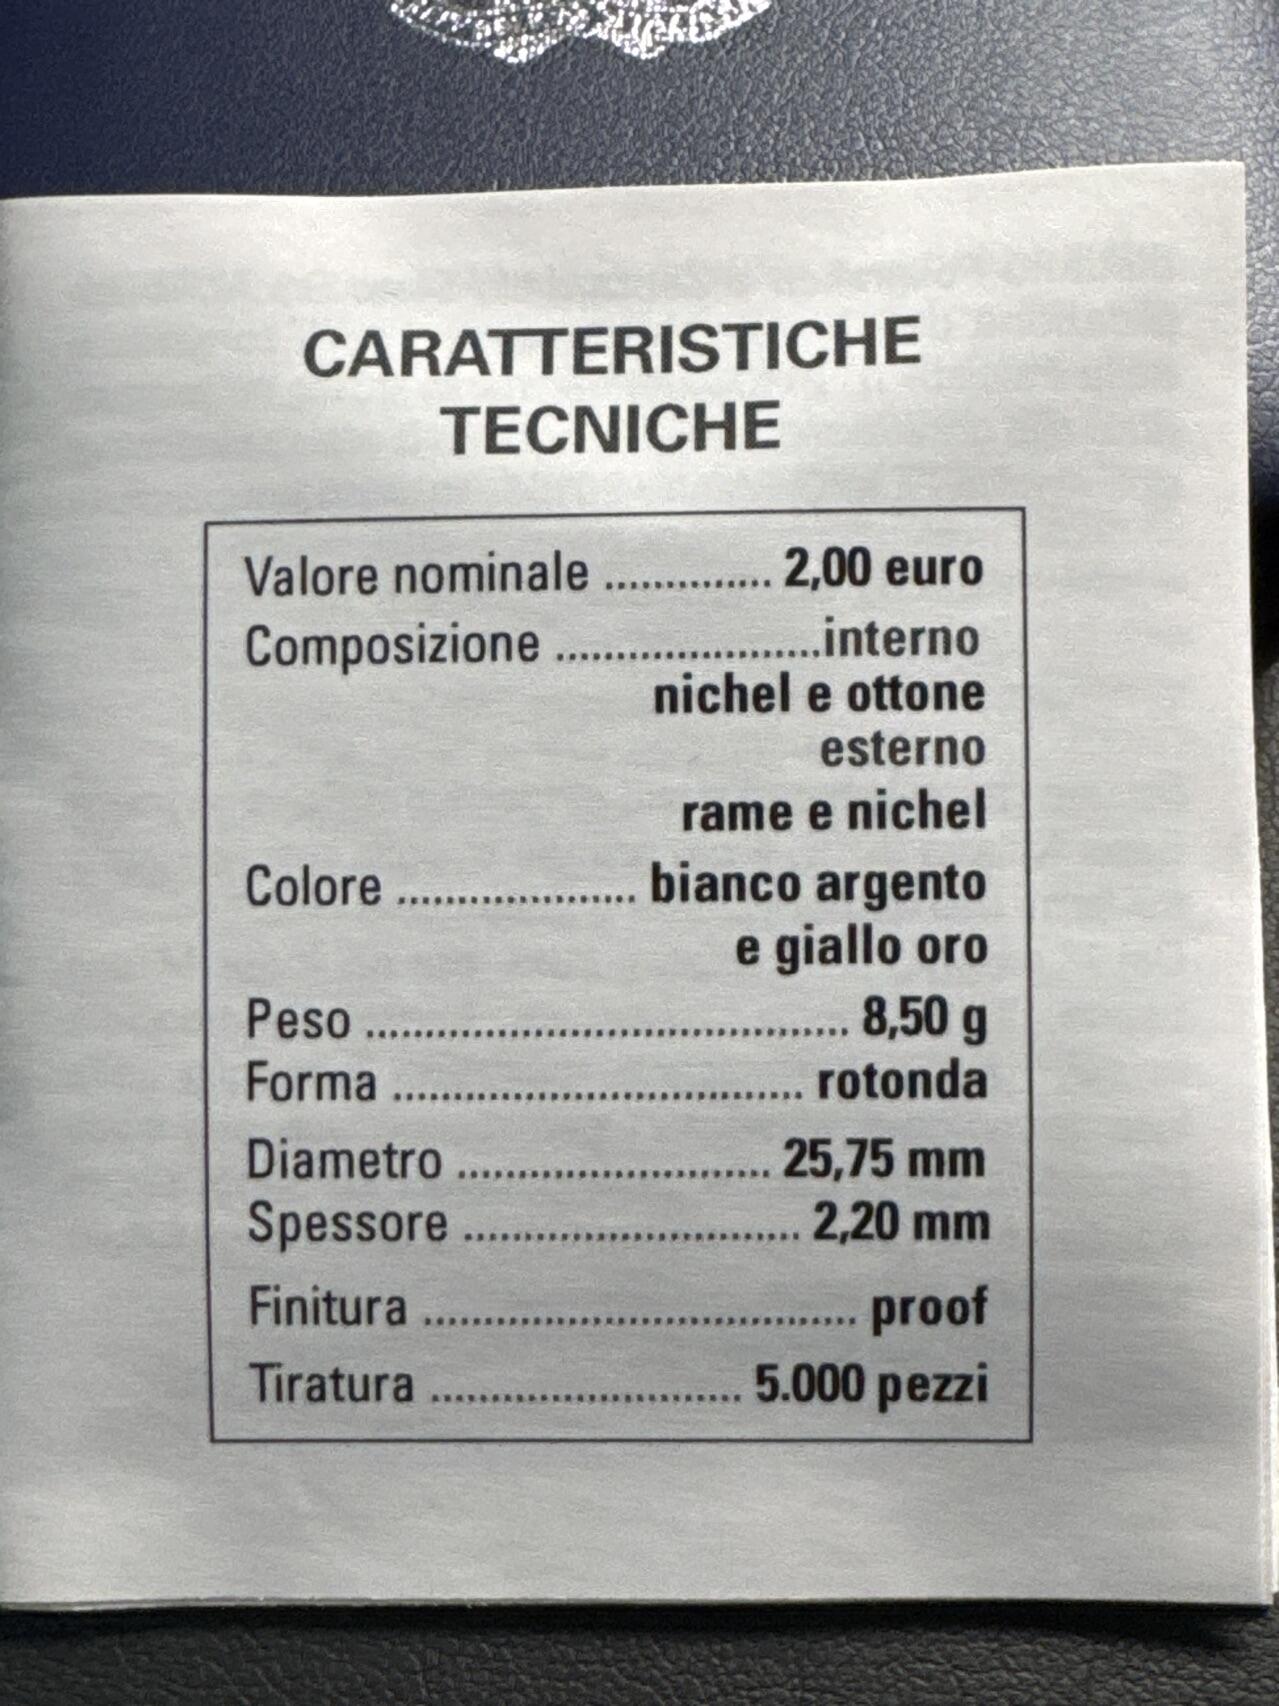 CARATTERISTICHE
TECNICHE
Valore nominale .............. 2,00 euro
Composizione ......................interno
nichel e ottone
esterno
rame e nichel
Colore .................... bianco argento
e giallo oro
Peso ........................................ 8,50 g
Forma .................................. rotonda
Diametro .......................... 25,75 mm
Spessore ............................ 2,20 mm
Finitura .................................... proof
Tiratura .......................... 5.000 pezzi